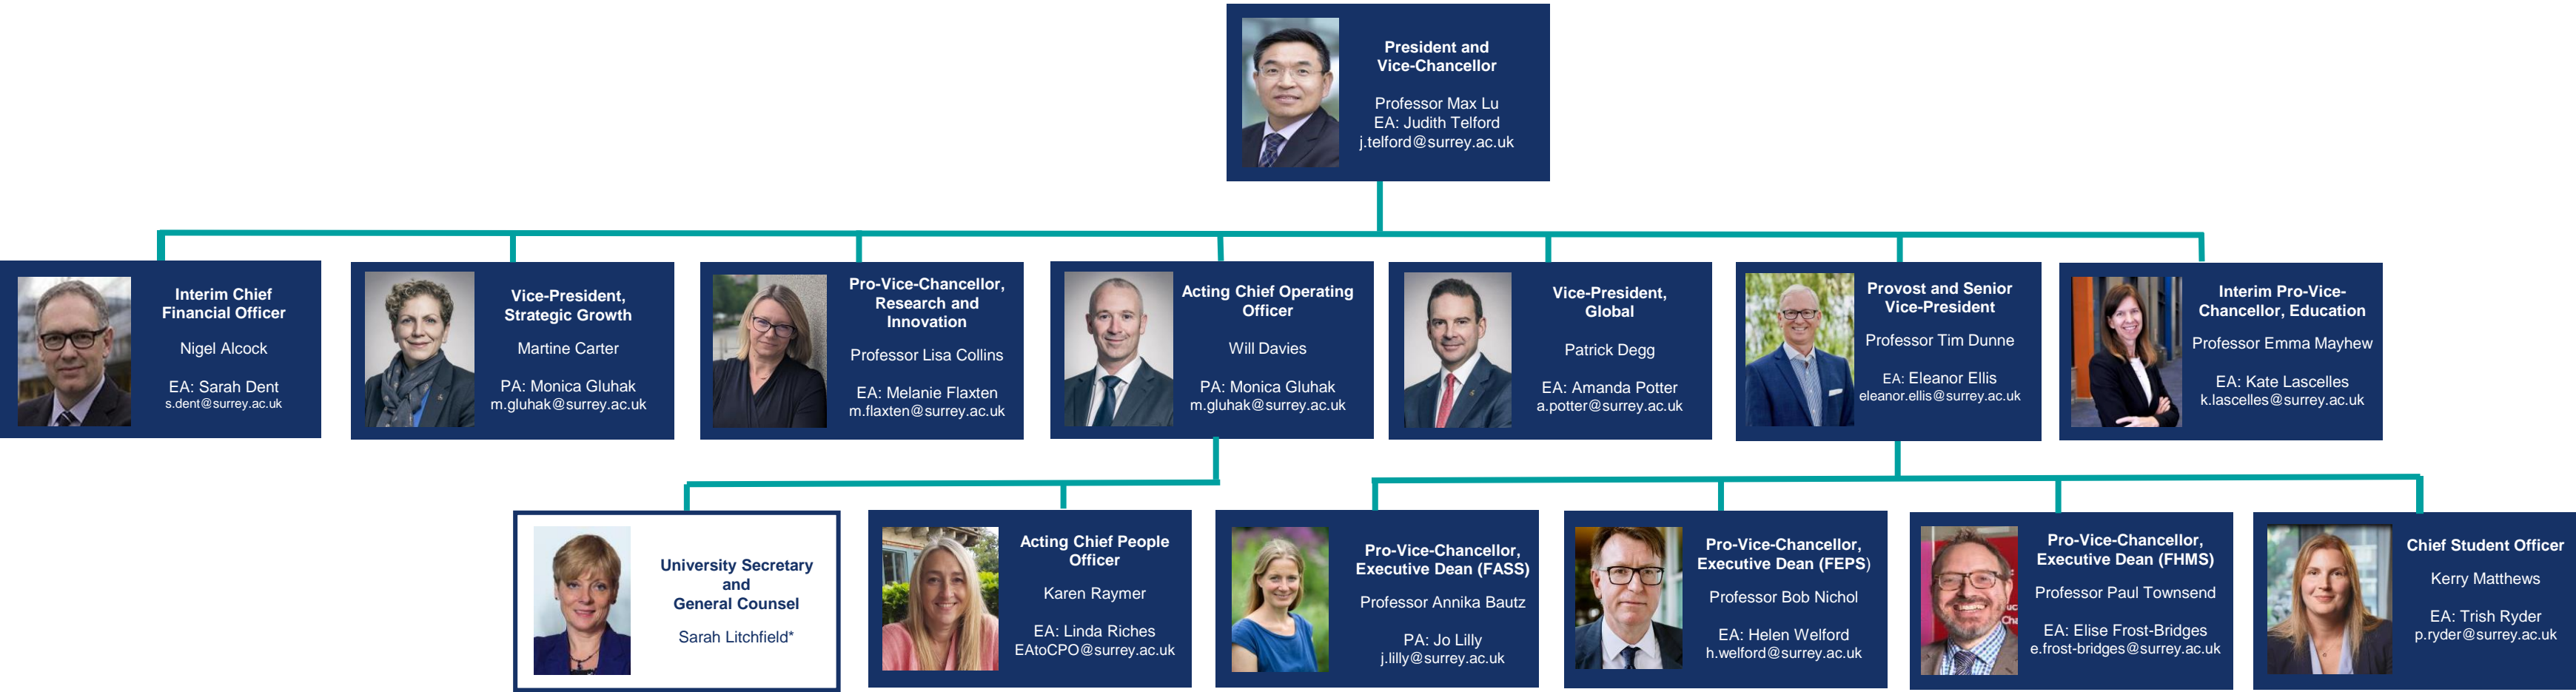 President and
Vice-Chancellor
Professor Max Lu
EA: Judith Telford
j.telford@surrey.ac.uk
Interim Chief
Financial Officer
Nigel Alcock
EA: Sarah Dent
s.dent@surrey.ac.uk
Vice-President,
Strategic Growth
Martine Carter
PA: Monica Gluhak
m.gluhak@surrey.ac.uk
Pro-Vice-Chancellor,
Research and
Innovation
Professor Lisa Collins
EA: Melanie Flaxten
m.flaxten@surrey.ac.uk
Acting Chief Operating
Officer
Will Davies
PA: Monica Gluhak
m.gluhak@surrey.ac.uk
Vice-President,
Global
Patrick Degg
EA: Amanda Potter
a.potter@surrey.ac.uk
Provost and Senior
Vice-President
Professor Tim Dunne
EA: Eleanor Ellis
eleanor.ellis@surrey.ac.uk
Interim Pro-Vice-
Chancellor, Education
Professor Emma Mayhew
EA: Kate Lascelles
k.lascelles@surrey.ac.uk
University Secretary
and
General Counsel
Sarah Litchfield*
Acting Chief People
Officer
Karen Raymer
EA: Linda Riches
EAtoCPO@surrey.ac.uk
Pro-Vice-Chancellor,
Executive Dean (FASS)
Professor Annika Bautz
PA: Jo Lilly
j.lilly@surrey.ac.uk
Pro-Vice-Chancellor,
Executive Dean (FEPS)
Professor Bob Nichol
EA: Helen Welford
h.welford@surrey.ac.uk
Pro-Vice-Chancellor,
Executive Dean (FHMS)
Professor Paul Townsend
EA: Elise Frost-Bridges
e.frost-bridges@surrey.ac.uk
Chief Student Officer
Kerry Matthews
EA: Trish Ryder
p.ryder@surrey.ac.uk